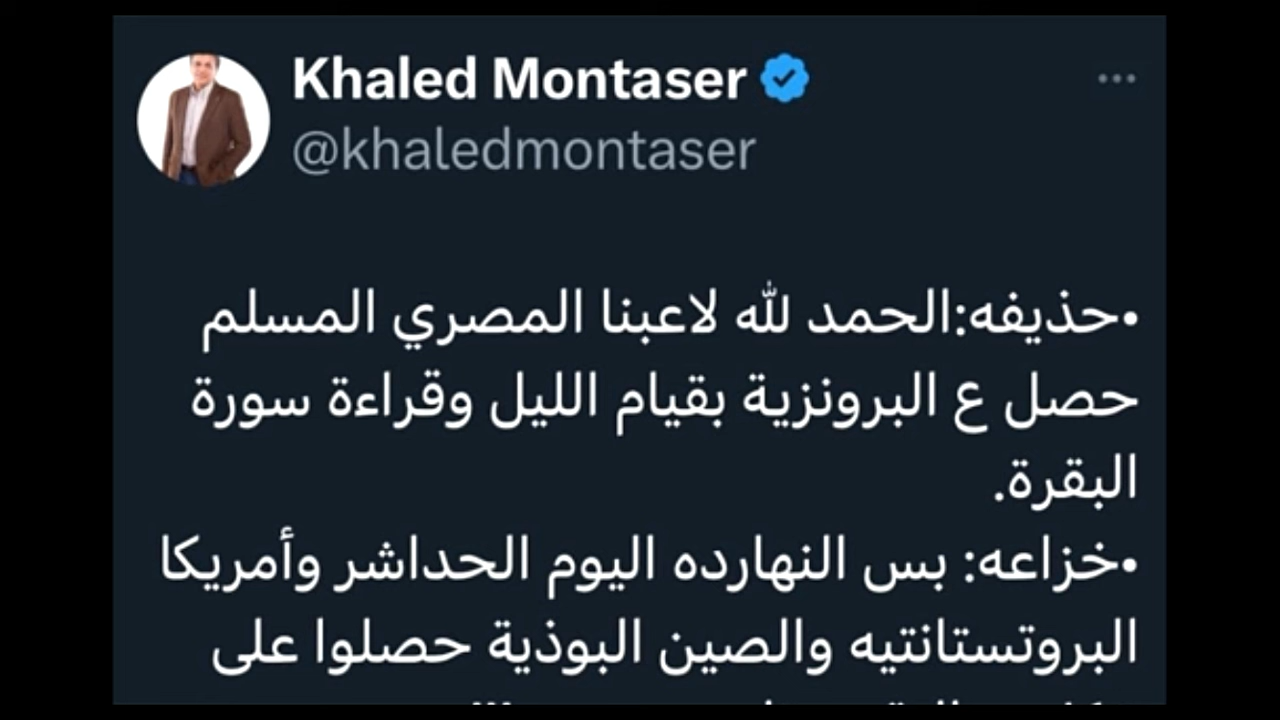 Khaled Montaser
@khaledmontaser
•حذيفه:الحمد لله لاعبنا المصري المسلم
حصل ع البرونزية بقيام الليل وقراءة سورة
البقرة.
•خزاعه: بس النهارده اليوم الحداشر وأمريكا
البروتستانتيه والصين البوذية حصلوا على